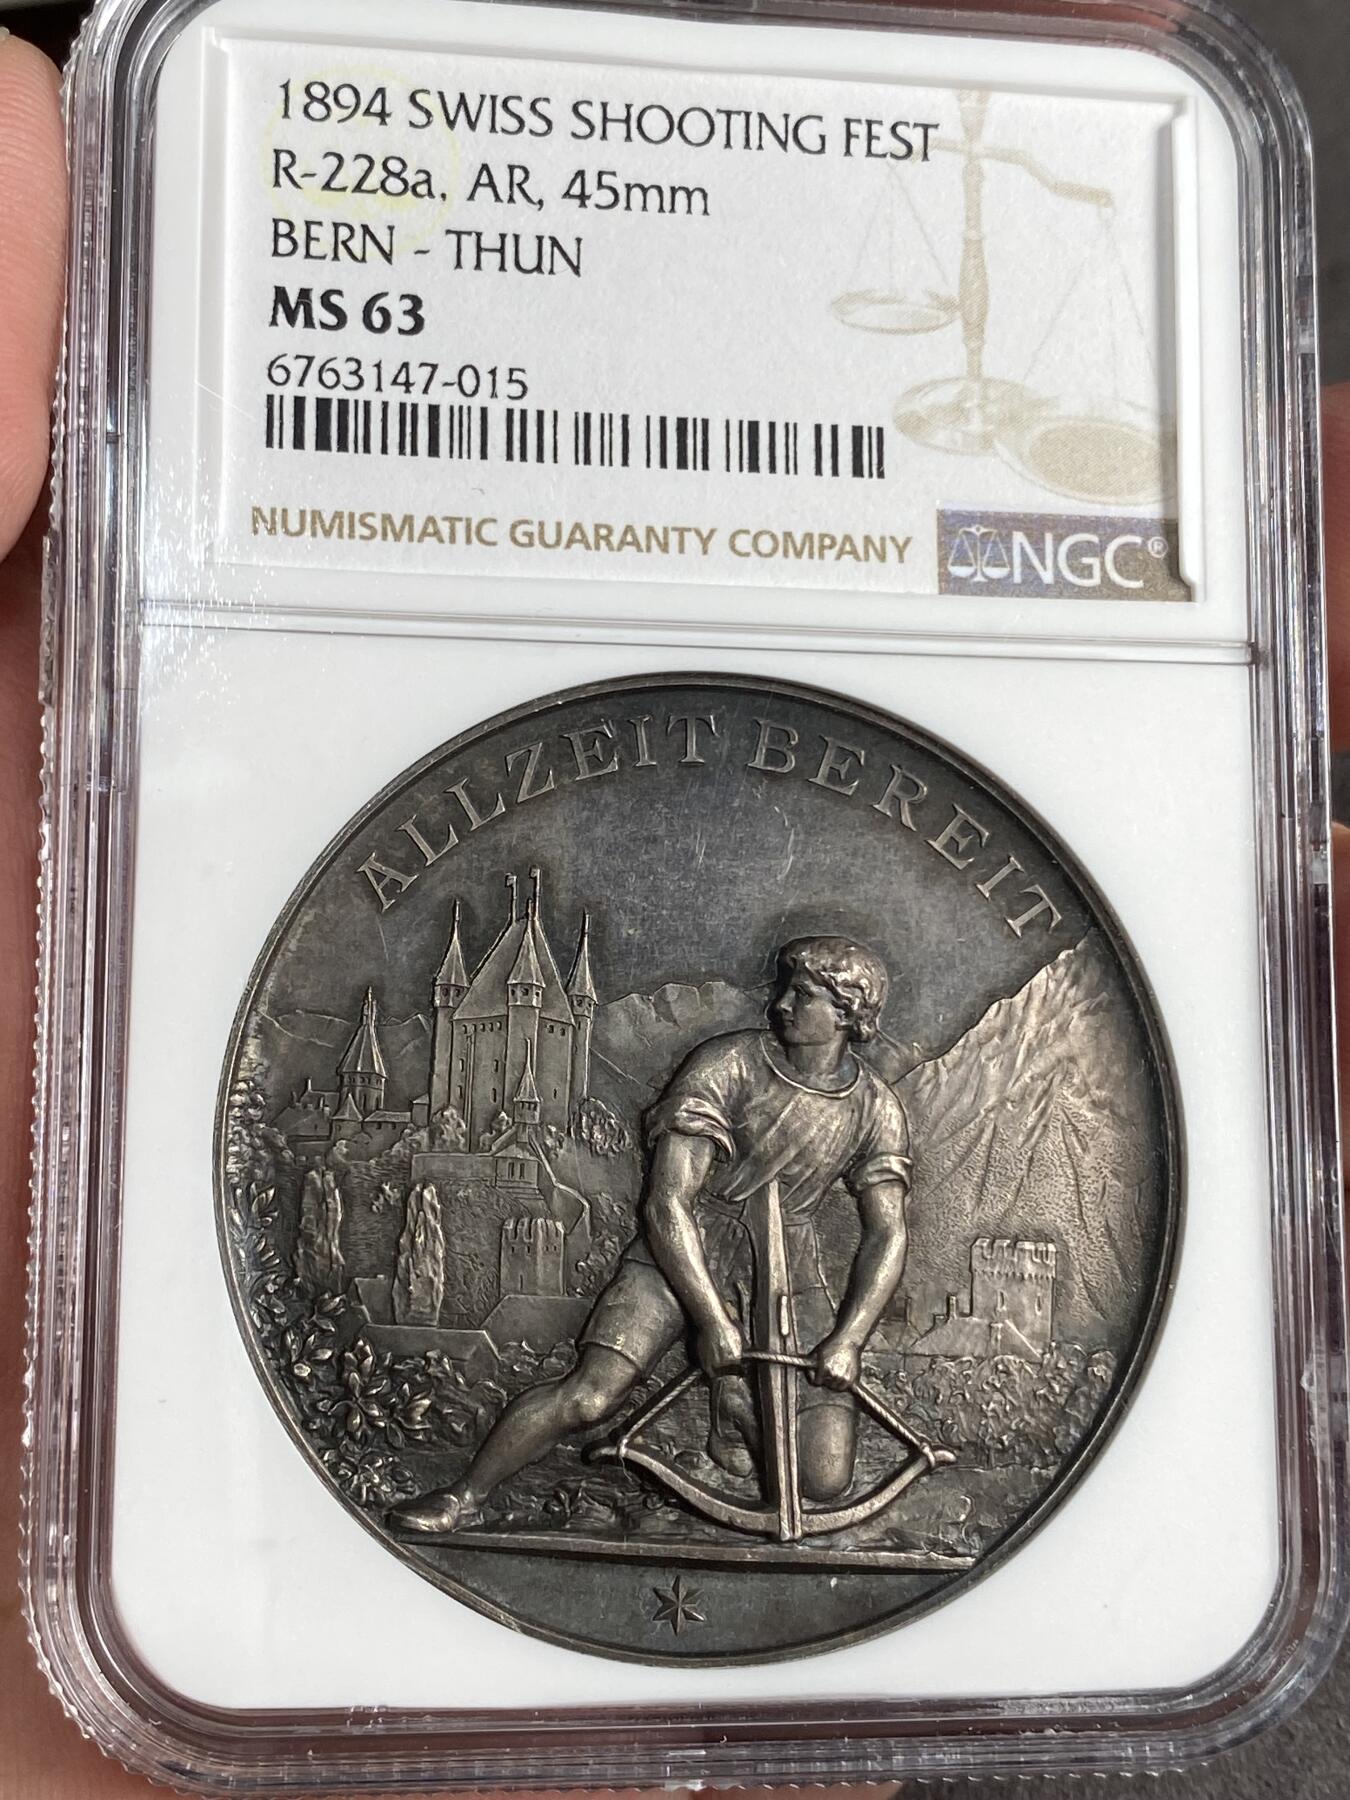 1894 SWISS SHOOTING FEST
R-228a, AR, 45mm
BERN - THUN
MS 63
6763147-015
NUMISMATIC GUARANTY COMPANY
NGC®
ALLZEIT BEREIT